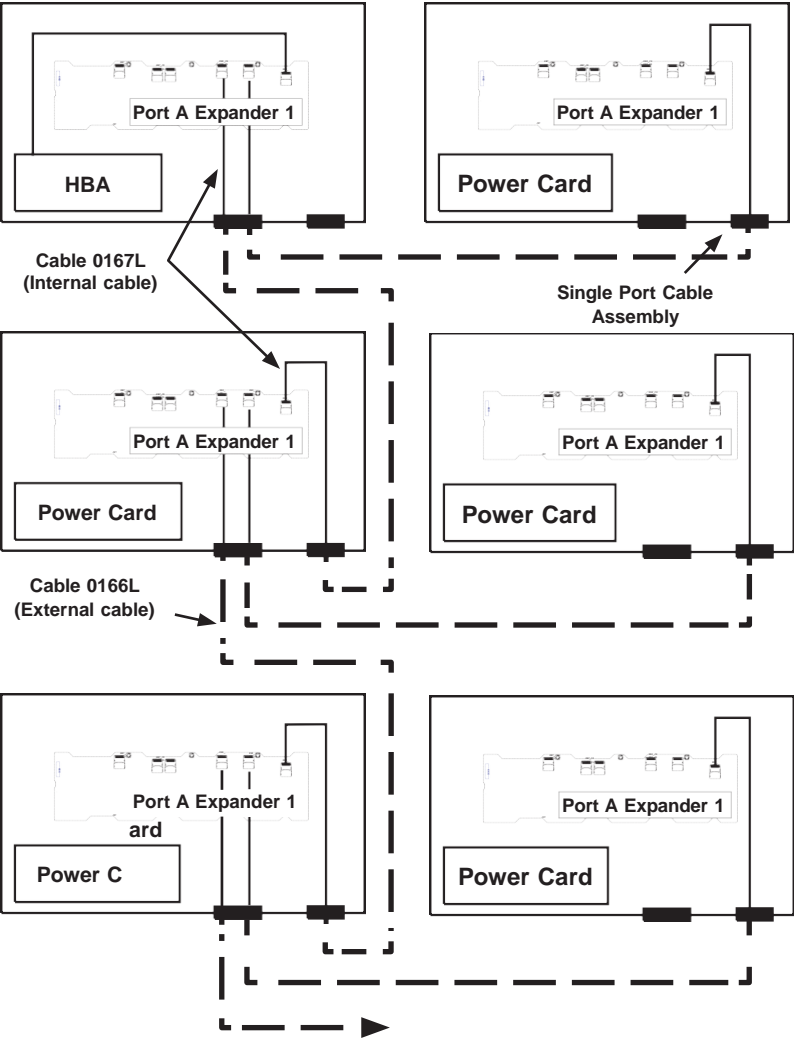 Port A Expander 1
HBA
Port A Expander 1
Power Card
Cable 0167L
(Internal cable)
Single Port Cable
Assembly
Port A Expander 1
Power Card
Port A Expander 1
Power Card
Cable 0166L
(External cable)
Port A Expander 1
ard
Power C
Port A Expander 1
Power Card